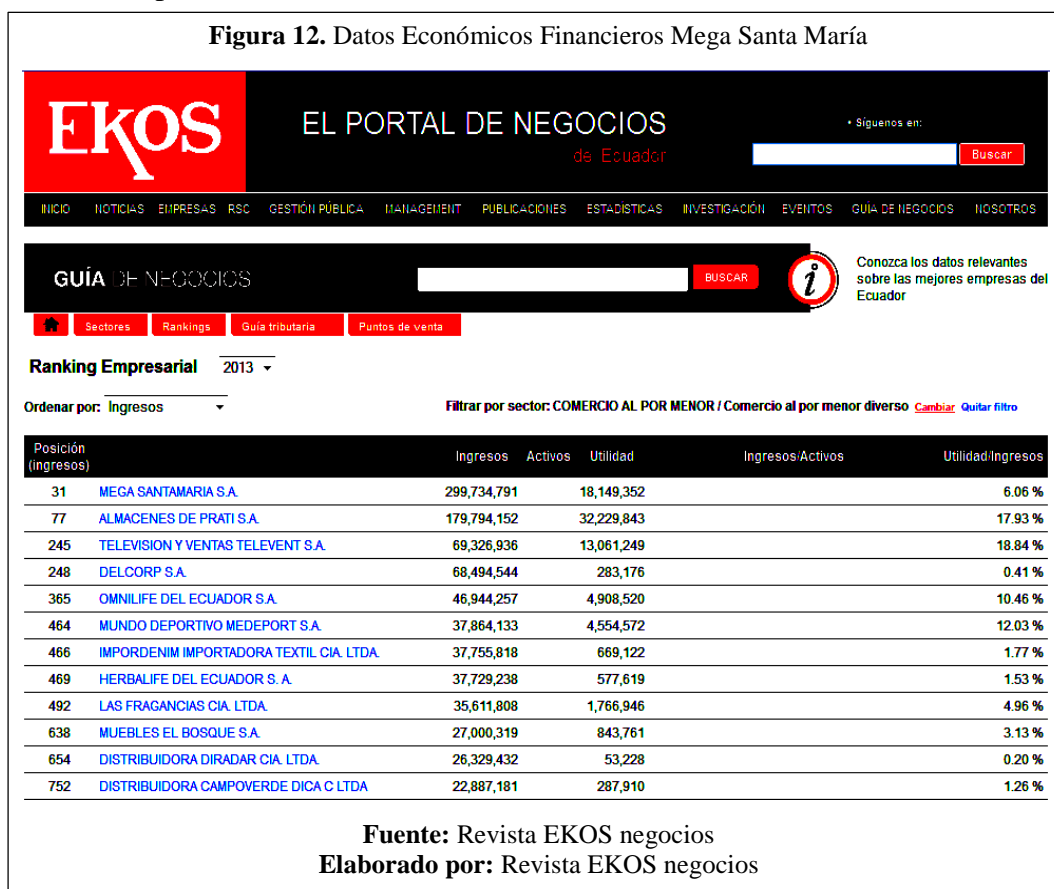 Figura 12. Datos Económicos Financieros Mega Santa María
EKOS
EL PORTAL DE NEGOCIOS
de Ecuador
• Síguenos en:
Buscar
INICIO NOTICIAS EMPRESAS RSC GESTIÓN PÚBLICA MANAGEMENT PUBLICACIONES ESTADÍSTICAS INVESTIGACIÓN EVENTOS GUÍA DE NEGOCIOS NOSOTROS
GUÍA DE NEGOCIOS
BUSCAR
i
Conozca los datos relevantes
sobre las mejores empresas del
Ecuador
Sectores Rankings Guía tributaria Puntos de venta
Ranking Empresarial 2013
Ordenar por: Ingresos Filtrar por sector: COMERCIO AL POR MENOR / Comercio al por menor diverso Cambiar Quitar filtro
Posición
(ingresos) Ingresos Activos Utilidad Ingresos/Activos Utilidad/Ingresos
31 MEGA SANTAMARIA S.A. 299,734,791 18,149,352 6.06 %
77 ALMACENES DE PRATI S.A. 179,794,152 32,229,843 17.93 %
245 TELEVISION Y VENTAS TELEVENT S.A. 69,326,936 13,061,249 18.84 %
248 DELCORP S.A. 68,494,544 283,176 0.41 %
365 OMNILIFE DEL ECUADOR S.A. 46,944,257 4,908,520 10.46 %
464 MUNDO DEPORTIVO MEDEPORT S.A. 37,864,133 4,554,572 12.03 %
466 IMPORDENIM IMPORTADORA TEXTIL CIA. LTDA. 37,755,818 669,122 1.77 %
469 HERBALIFE DEL ECUADOR S. A. 37,729,238 577,619 1.53 %
492 LAS FRAGANCIAS CIA. LTDA. 35,611,808 1,766,946 4.96 %
638 MUEBLES EL BOSQUE S.A. 27,000,319 843,761 3.13 %
654 DISTRIBUIDORA DIRADAR CIA. LTDA. 26,329,432 53,228 0.20 %
752 DISTRIBUIDORA CAMPOVERDE DICA C LTDA 22,887,181 287,910 1.26 %
Fuente: Revista EKOS negocios
Elaborado por: Revista EKOS negocios